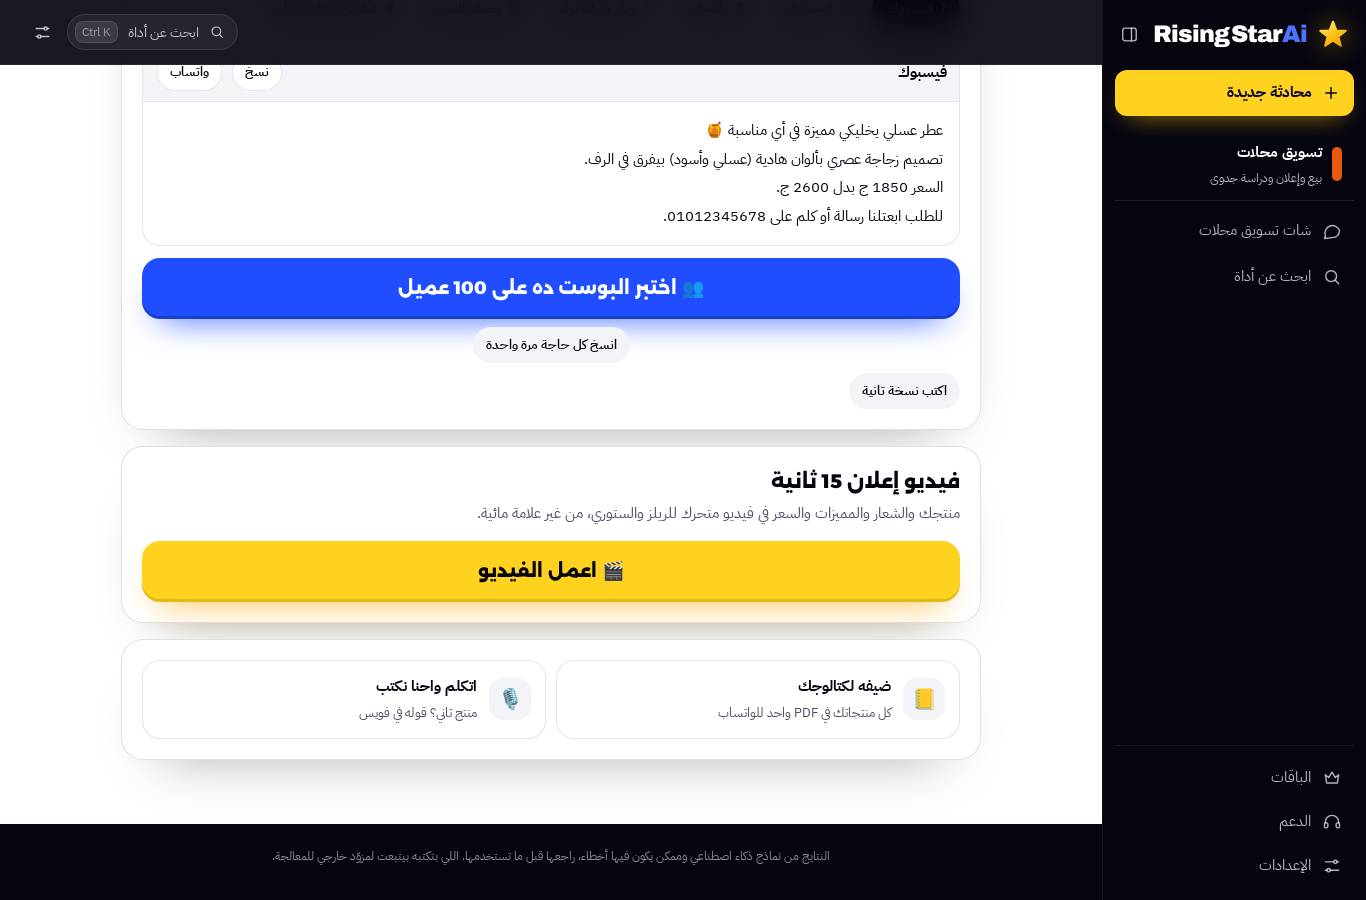 RisingStarAi
ابحث عن أداة
Ctrl K
محادثة جديدة
تسويق محلات
بيع وإعلان ودراسة جدوى
شات تسويق محلات
ابحث عن أداة
الباقات
الدعم
الإعدادات
فيسبوك
نسخ
واتساب
عطر عسلي يخليكي مميزة في أي مناسبة 🍯
تصميم زجاجة عصري بألوان هادية (عسلي وأسود) بيفرق في الرف.
السعر 1850 ج بدل 2600 ج.
للطلب ابعتلنا رسالة أو كلم على 01012345678.
👥 اختبر البوست ده على 100 عميل
انسخ كل حاجة مرة واحدة
اكتب نسخة تانية
فيديو إعلان 15 ثانية
منتجك والشعار والمميزات والسعر في فيديو متحرك للريلز والستوري، من غير علامة مائية.
🎬 اعمل الفيديو
ضيفه لكتالوجك
كل منتجاتك في PDF واحد للواتساب
اتكلم واحنا نكتب
منتج تاني؟ قوله في فويس
النتايج من نماذج ذكاء اصطناعي وممكن يكون فيها أخطاء، راجعها قبل ما تستخدمها. اللي بتكتبه بيتبعت لمزوّد خارجي للمعالجة.